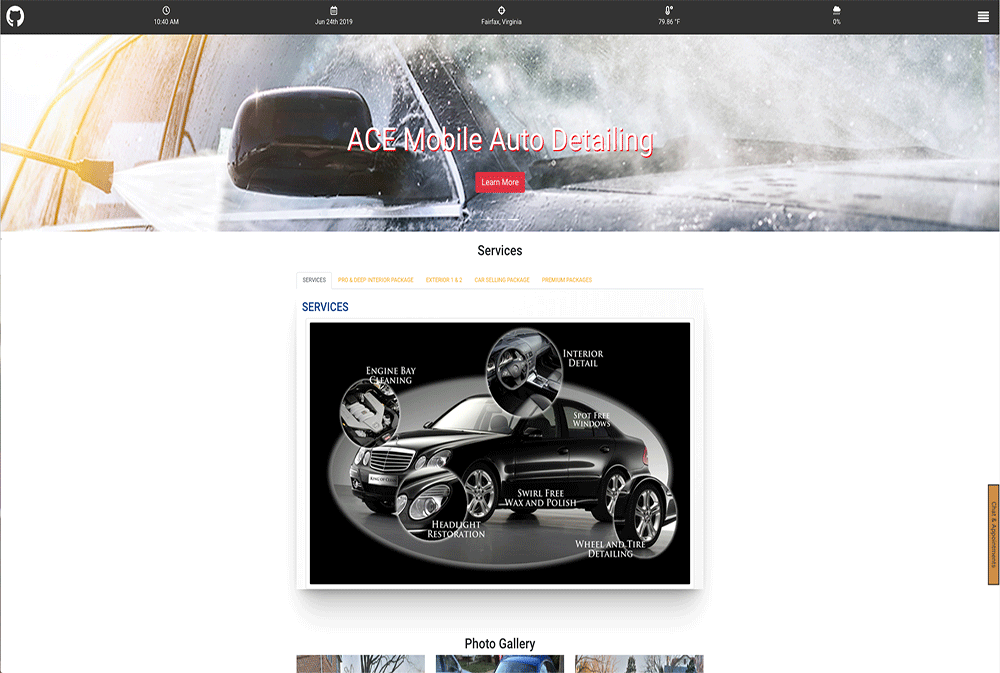 10:40 AM
Jun 24th 2019
Fairfax, Virginia
79.86 °F
0%
ACE Mobile Auto Detailing
Learn More
Services
SERVICES
PRO & DEEP INTERIOR PACKAGE
EXTERIOR 1 & 2
CAR SELLING PACKAGE
PREMIUM PACKAGES
SERVICES
ENGINE BAY
CLEANING
INTERIOR
DETAIL
SPOT FREE
WINDOWS
SWIRL FREE
WAX AND POLISH
HEADLIGHT
RESTORATION
WHEEL AND TIRE
DETAILING
Chat & Appointments
Photo Gallery